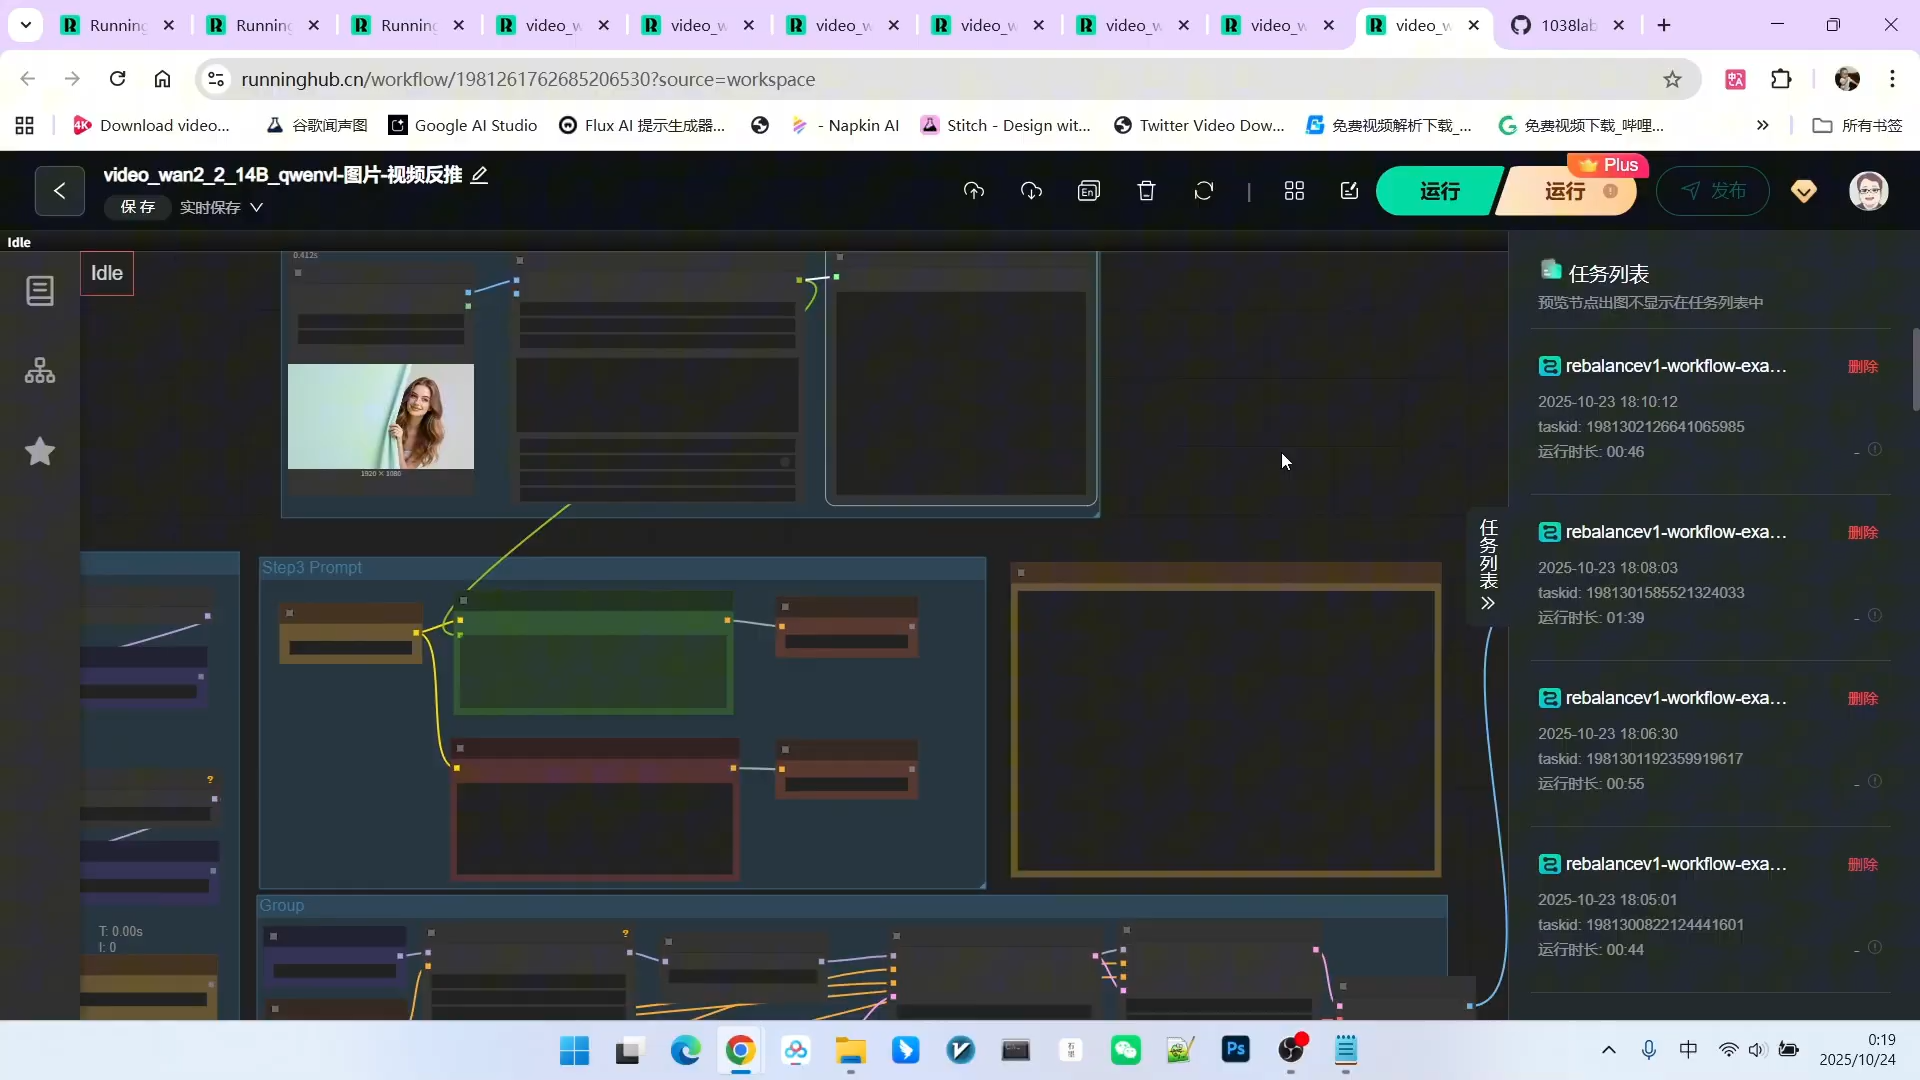 Running
Running
Running
video_w
video_w
video_w
video_w
video_w
video_w
video_w
1038lab
runninghub.cn/workflow/1981261762685206530?source=workspace
Download video...
谷歌闻声图
Google AI Studio
Flux AI 提示生成器...
- Napkin AI
Stitch - Design wit...
Twitter Video Dow...
免费视频解析下载_...
免费视频下载_哔哩...
所有书签
video_wan2_2_14B_qwenvl-图片-视频反推
保存
实时保存
运行
运行
Plus
发布
Idle
Idle
0.412s
1920 × 1080
Step3 Prompt
Group
T: 0.00s
I: 0
任务列表
任务列表
预览节点出图不显示在任务列表中
rebalancev1-workflow-exa...
删除
2025-10-23 18:10:12
taskid: 1981302126641065985
运行时长: 00:46
rebalancev1-workflow-exa...
删除
2025-10-23 18:08:03
taskid: 1981301585521324033
运行时长: 01:39
rebalancev1-workflow-exa...
删除
2025-10-23 18:06:30
taskid: 1981301192359919617
运行时长: 00:55
rebalancev1-workflow-exa...
删除
2025-10-23 18:05:01
taskid: 1981300822124441601
运行时长: 00:44
Ps
中
0:19
2025/10/24